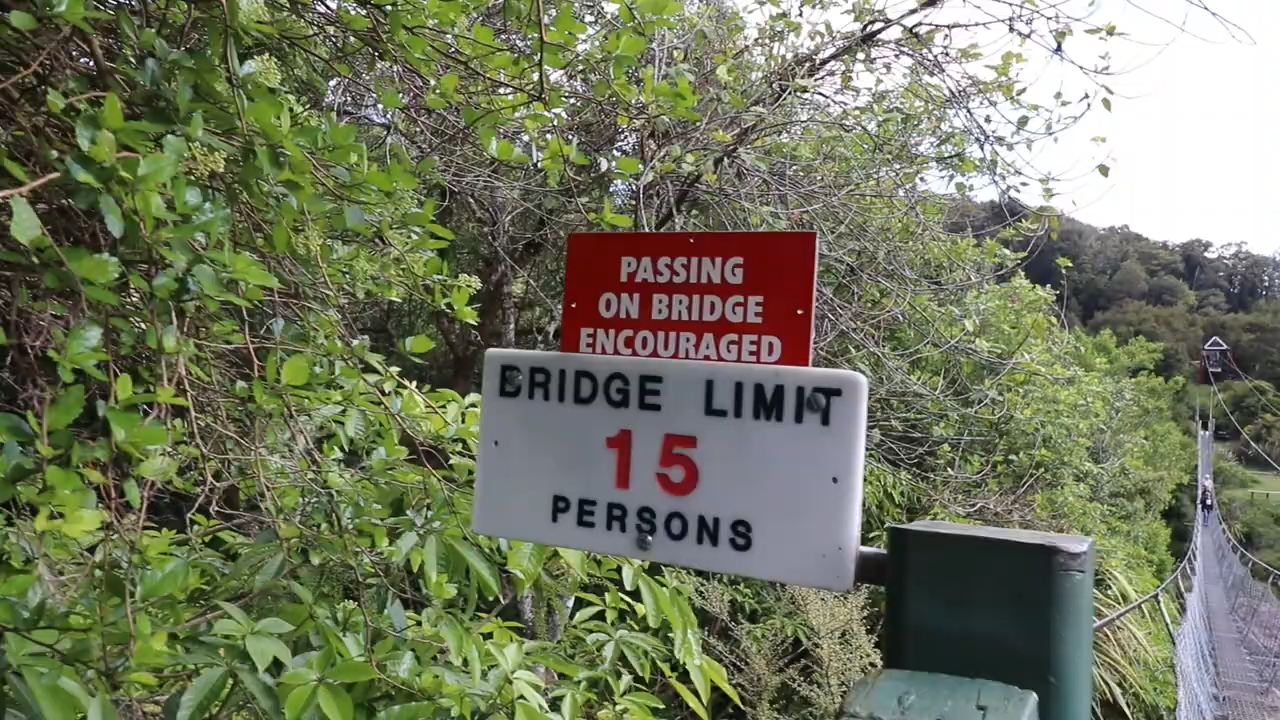 PASSING
ON BRIDGE
ENCOURAGED
BRIDGE LIMIT
15
PERSONS